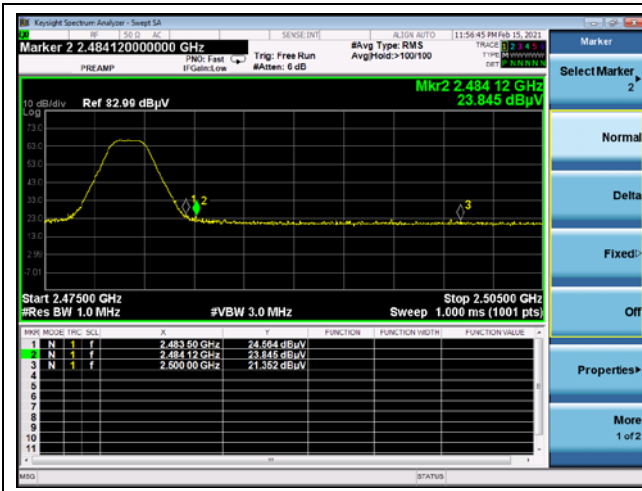 Keysight Spectrum Analyzer - Swept SA
RF 50 Ω AC SENSE:INT ALIGN AUTO 11:56:45 PM Feb 15, 2021
Marker 2 2.484120000000 GHz
PREAMP
PNO: Fast
IFGain:Low
Trig: Free Run
#Atten: 6 dB
#Avg Type: RMS
Avg|Hold:>100/100
TRACE 1 2 3 4 5 6
TYPE M
DET P N N N N N
Mkr2 2.484 12 GHz
23.845 dBµV
10 dB/div Ref 82.99 dBµV
Log
73.0
63.0
53.0
43.0
33.0
23.0
13.0
2.99
-7.01
1 2 3
Start 2.47500 GHz Stop 2.50500 GHz
#Res BW 1.0 MHz #VBW 3.0 MHz Sweep 1.000 ms (1001 pts)
MKR MODE TRC SCL X Y FUNCTION FUNCTION WIDTH FUNCTION VALUE
1 N 1 f 2.483 50 GHz 24.564 dBµV
2 N 1 f 2.484 12 GHz 23.845 dBµV
3 N 1 f 2.500 00 GHz 21.352 dBµV
4
5
6
7
8
9
10
11
MSG STATUS
Marker
Select Marker
2
Normal
Delta
Fixed
Off
Properties
More
1 of 2